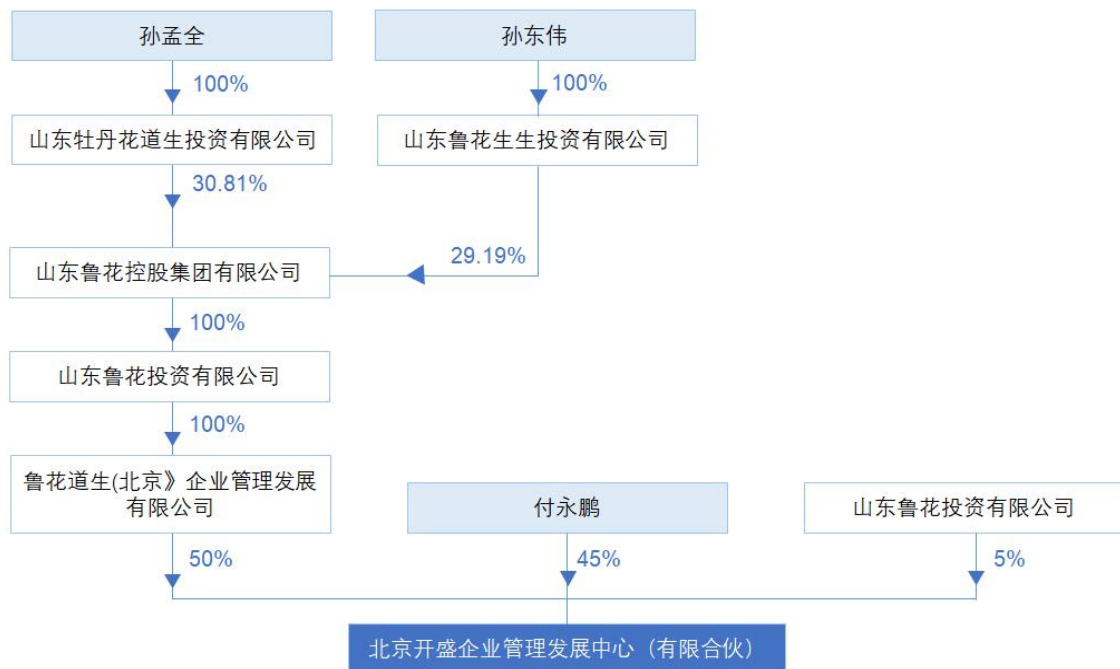 孙孟全
孙东伟
100%
100%
山东牡丹花道生投资有限公司
山东鲁花生生投资有限公司
30.81%
29.19%
山东鲁花控股集团有限公司
100%
山东鲁花投资有限公司
100%
鲁花道生(北京》企业管理发展
有限公司
付永鹏
山东鲁花投资有限公司
50%
45%
5%
北京开盛企业管理发展中心（有限合伙）